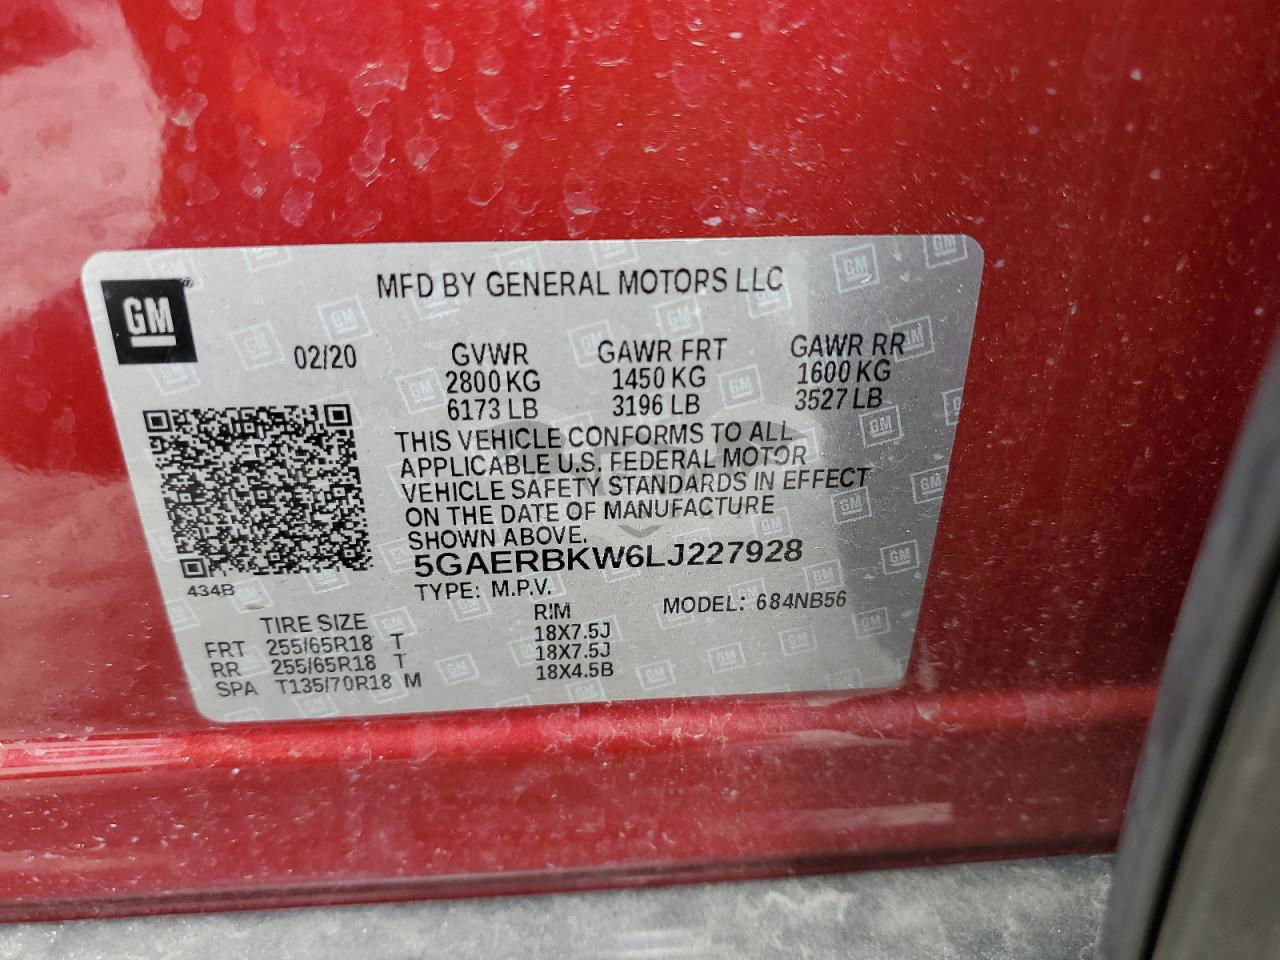 GM
MFD BY GENERAL MOTORS LLC
02/20
GVWR GAWR FRT GAWR RR
2800 KG 1450 KG 1600 KG
6173 LB 3196 LB 3527 LB
THIS VEHICLE CONFORMS TO ALL
APPLICABLE U.S. FEDERAL MOTOR
VEHICLE SAFETY STANDARDS IN EFFECT
ON THE DATE OF MANUFACTURE
SHOWN ABOVE.
5GAERBKW6LJ227928
434B
TYPE: M.P.V.
MODEL: 684NB56
TIRE SIZE RIM
FRT 255/65R18 T 18X7.5J
RR 255/65R18 T 18X7.5J
SPA T135/70R18 M 18X4.5B